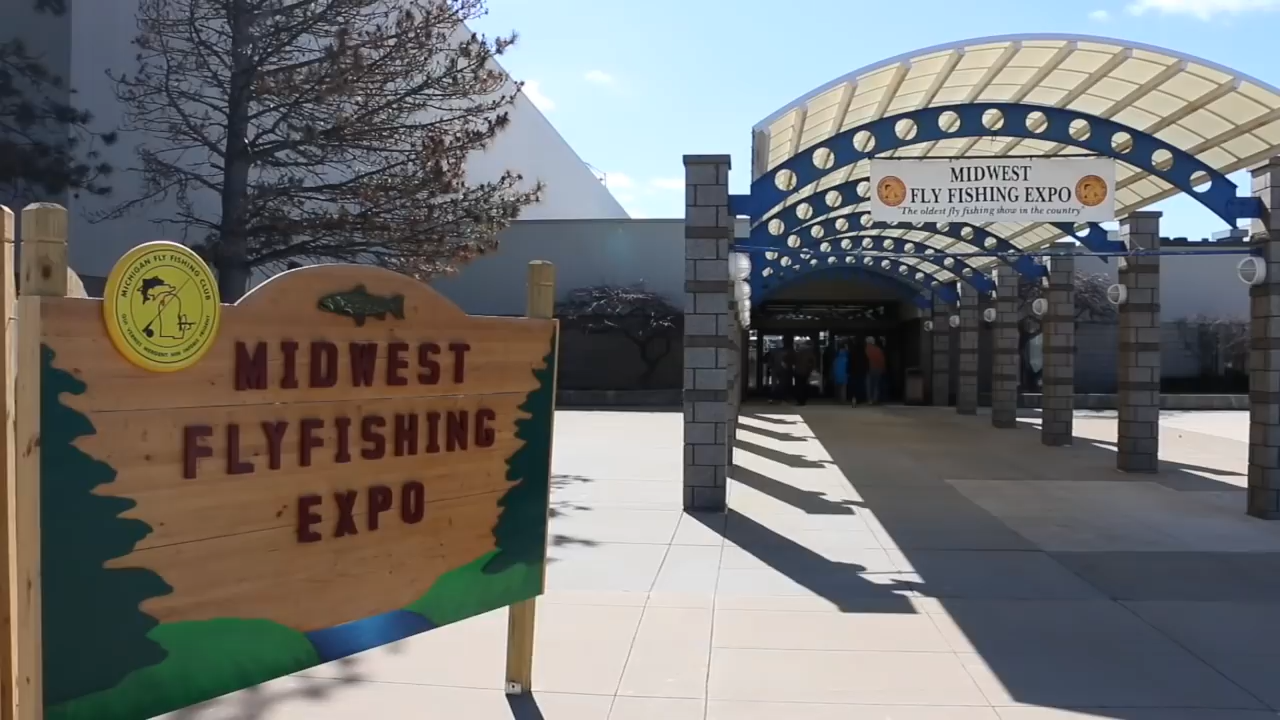 MICHIGAN FLY FISHING CLUB
MIDWEST
FLYFISHING
EXPO
MIDWEST
FLY FISHING EXPO
"The oldest fly fishing show in the country"